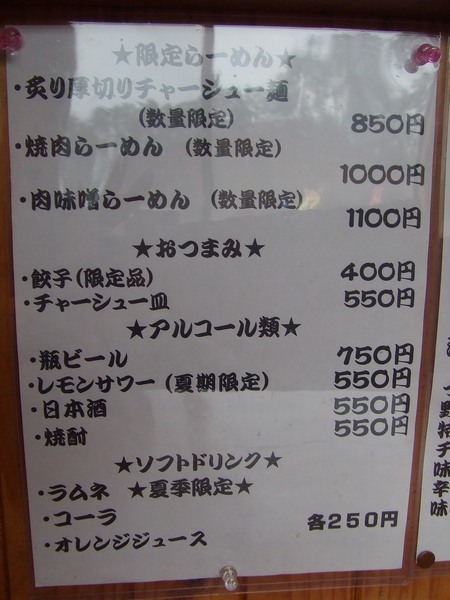 ★限定らーめん★
・炙り厚切りチャーシュー麺
(数量限定) 850円
・焼肉らーめん (数量限定)
1000円
・肉味噌らーめん (数量限定)
1100円
★おつまみ★
・餃子(限定品) 400円
・チャーシュー皿 550円
★アルコール類★
・瓶ビール 750円
・レモンサワー (夏期限定) 550円
・日本酒 550円
・焼酎 550円
★ソフトドリンク★
・ラムネ ★夏季限定★
・コーラ 各250円
・オレンジジュース